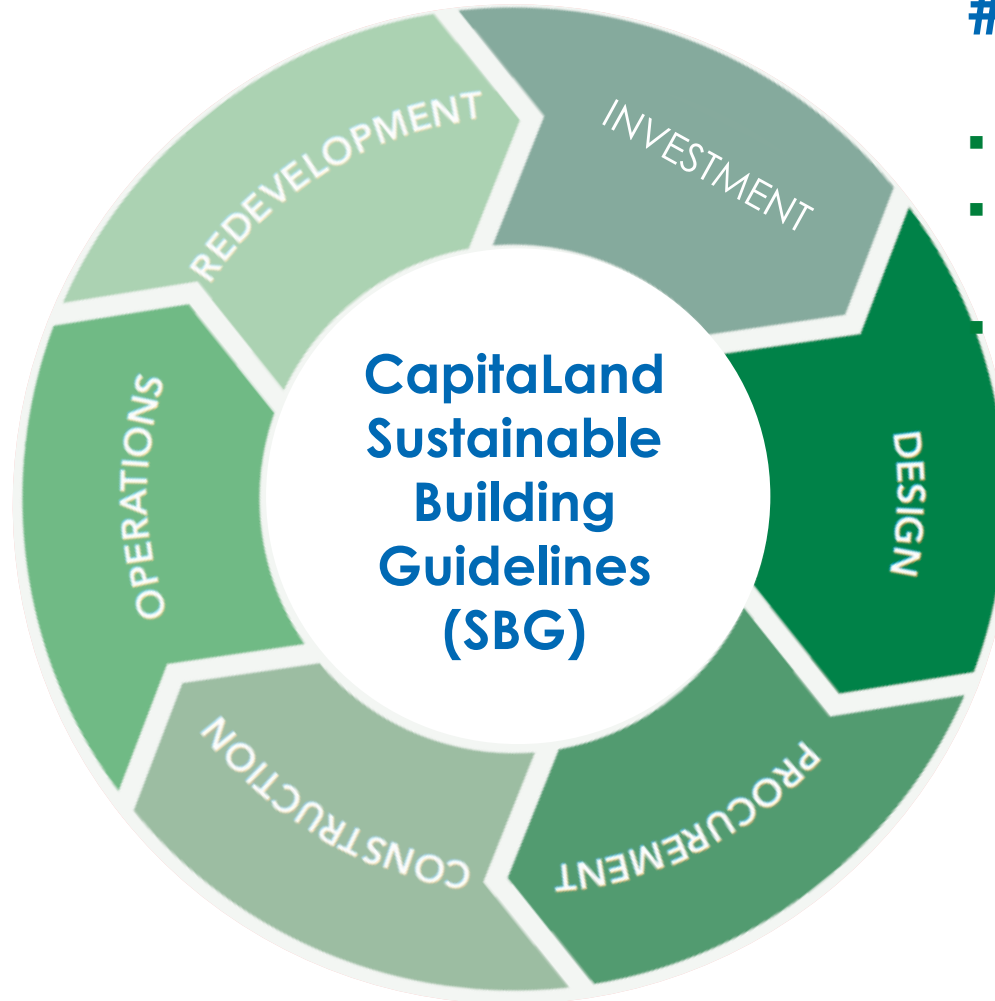 #
INVESTMENT
DESIGN
PROCUREMENT
CONSTRUCTION
OPERATIONS
REDEVELOPMENT
CapitaLand
Sustainable
Building
Guidelines
(SBG)